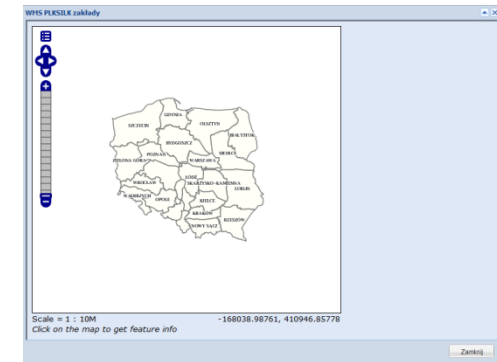 WMS PLKSILK zakłady
GDYNIA
OLSZTYN
SZCZECIN
BIAŁYSTOK
BYDGOSZCZ
SIEDLCE
POZNAŃ
WARSZAWA
ZIELONA GÓRA
ŁÓDŹ
WROCŁAW
SKARŻYSKO-KAMIENNA
LUBLIN
WAŁBRZYCH
OPOLE
KIELCE
KRAKÓW
RZESZÓW
NOWY SĄCZ
Scale = 1 : 10M
-168038.98761, 410946.85778
Click on the map to get feature info
Zamknij